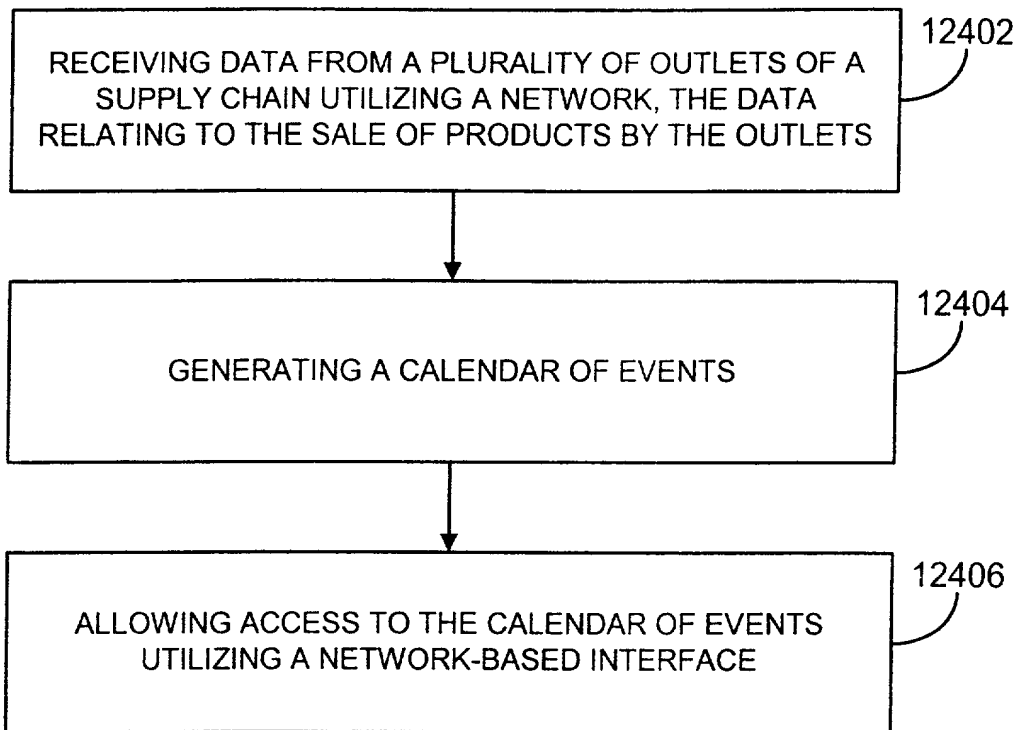 12402
RECEIVING DATA FROM A PLURALITY OF OUTLETS OF A
SUPPLY CHAIN UTILIZING A NETWORK, THE DATA
RELATING TO THE SALE OF PRODUCTS BY THE OUTLETS
12404
GENERATING A CALENDAR OF EVENTS
12406
ALLOWING ACCESS TO THE CALENDAR OF EVENTS
UTILIZING A NETWORK-BASED INTERFACE